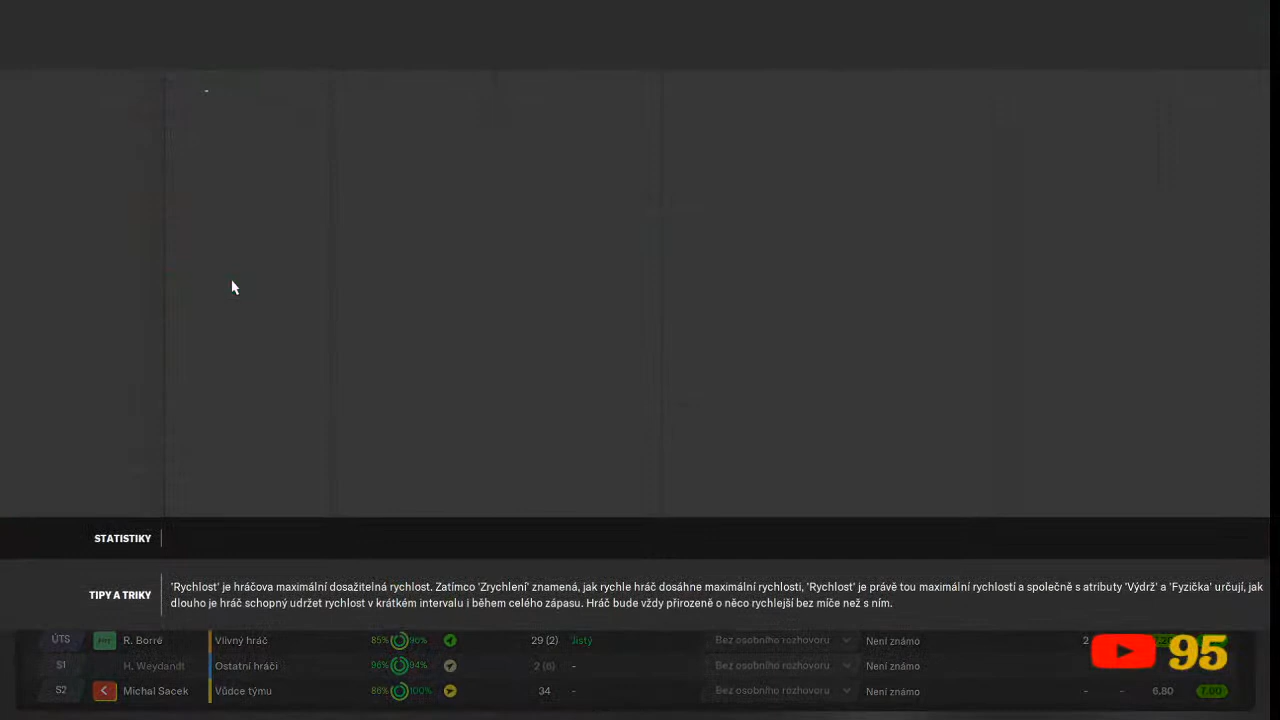 STATISTIKY
TIPY A TRIKY
'Rychlost' je hráčova maximální dosažitelná rychlost. Zatímco 'Zrychlení' znamená, jak rychle hráč dosáhne maximální rychlosti, 'Rychlost' je právě tou maximální rychlostí a společně s atributy 'Výdrž' a 'Fyzička' určují, jak
dlouho je hráč schopný udržet rychlost v krátkém intervalu i během celého zápasu. Hráč bude vždy přirozeně o něco rychlejší bez míče než s ním.
ÚTS R. Borré Vlivný hráč 85% 96% 29 (2) Jistý Bez osobního rozhovoru Není známo 2
S1 H. Weydandt Ostatní hráči 96% 94% 2 (6) - Bez osobního rozhovoru Není známo
S2 Michal Sacek Vůdce týmu 86% 100% 34 - Bez osobního rozhovoru Není známo - - 6.80 7.00
95